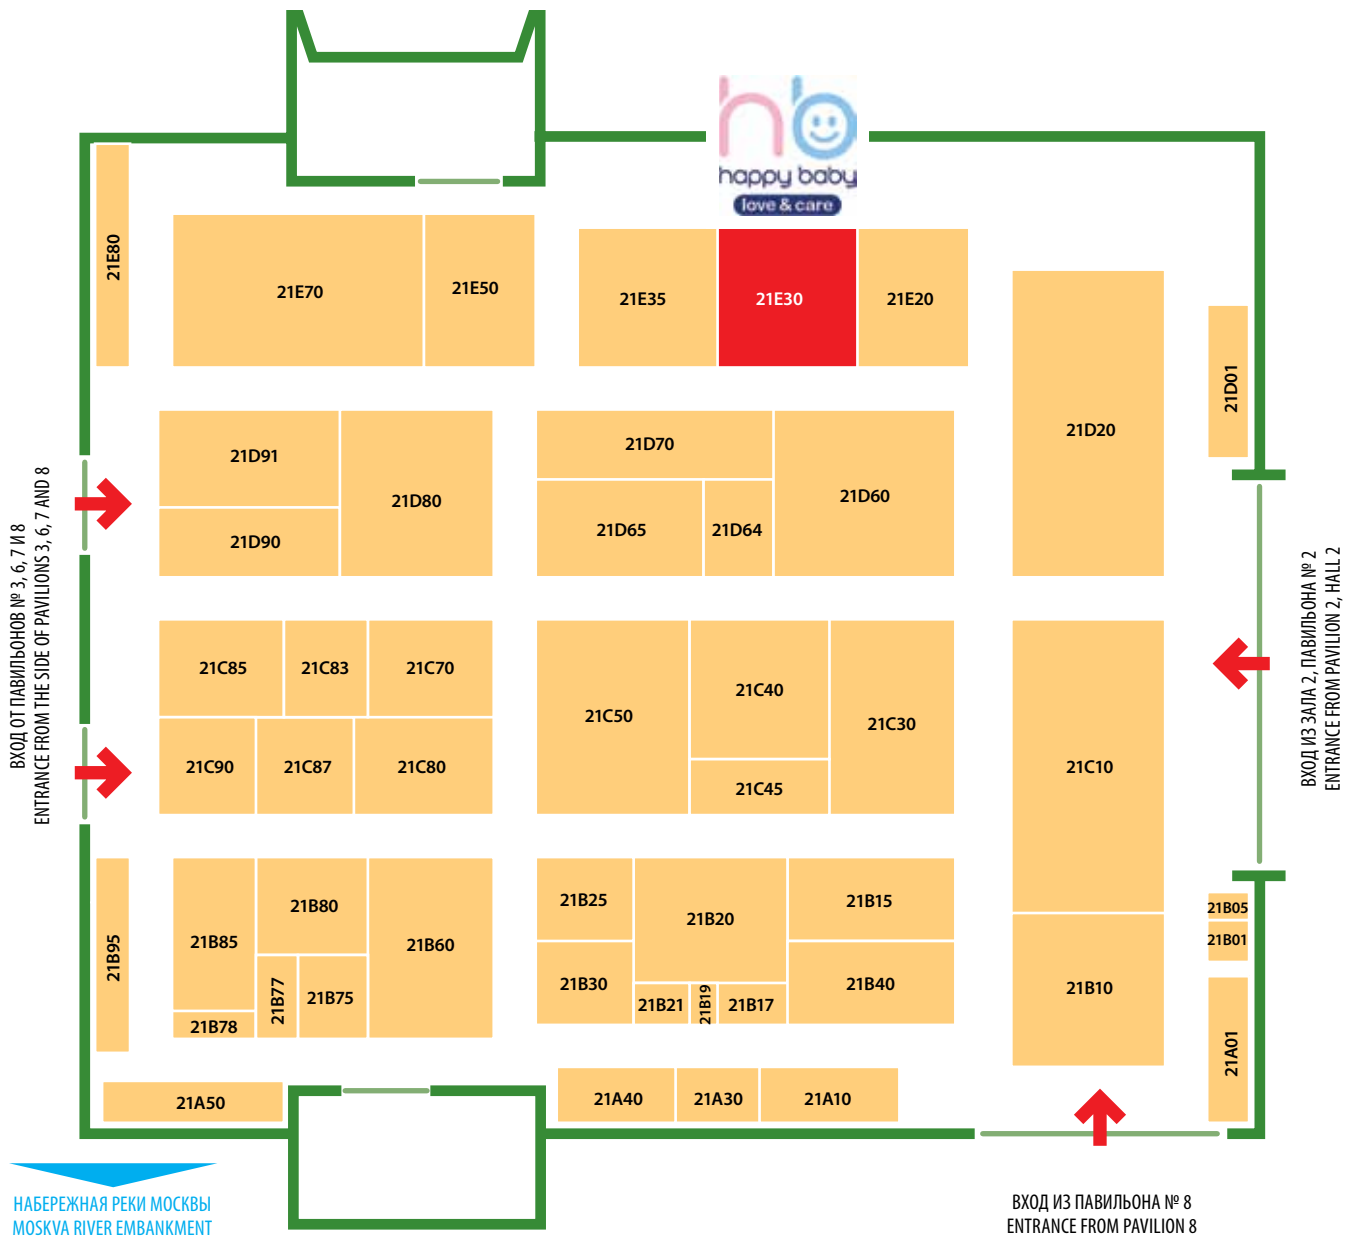 hb
happy baby
love & care
21E80
21E70
21E50
21E35
21E30
21E20
21D01
21D20
21D91
21D90
21D80
21D70
21D65
21D64
21D60
ВХОД ОТ ПАВИЛЬОНОВ № 3, 6, 7 И 8
ENTRANCE FROM THE SIDE OF PAVILIONS 3, 6, 7 AND 8
ВХОД ИЗ ЗАЛА 2, ПАВИЛЬОНА № 2
ENTRANCE FROM PAVILION 2, HALL 2
21C85
21C83
21C70
21C90
21C87
21C80
21C50
21C40
21C45
21C30
21C10
21B95
21B85
21B80
21B78
21B77
21B75
21B60
21B25
21B30
21B20
21B21
21B19
21B17
21B15
21B40
21B10
21B05
21B01
21A01
21A50
21A40
21A30
21A10
НАБЕРЕЖНАЯ РЕКИ МОСКВЫ
MOSKVA RIVER EMBANKMENT
ВХОД ИЗ ПАВИЛЬОНА № 8
ENTRANCE FROM PAVILION 8